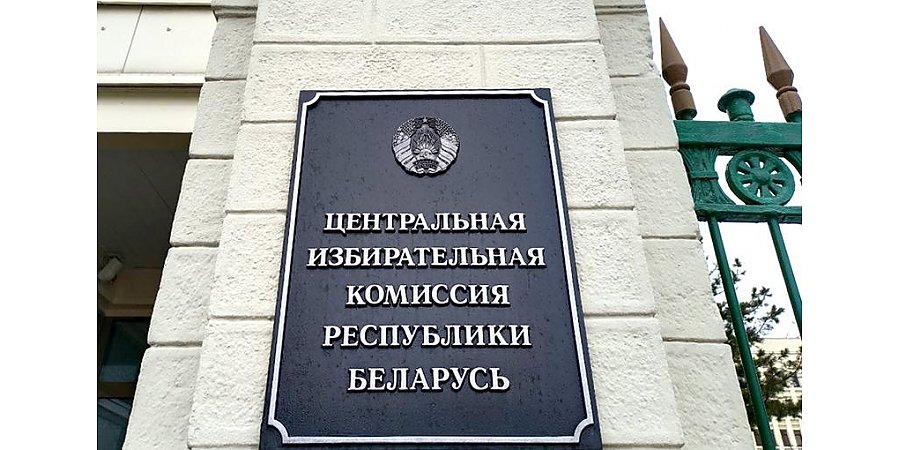 ЦЕНТРАЛЬНАЯ
ИЗБИРАТЕЛЬНАЯ
КОМИССИЯ
РЕСПУБЛИКИ
БЕЛАРУСЬ